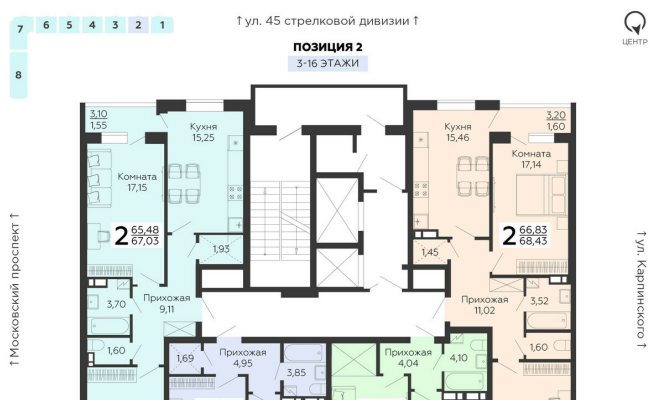 7 6 5 4 3 2 1
8
↑ ул. 45 стрелковой дивизии ↑
ПОЗИЦИЯ 2
3-16 ЭТАЖИ
ЦЕНТР
↑ Московский проспект ↑
↑ ул. Карпинского ↑
3,10
1,55
Кухня
15,25
Комната
17,15
2 65,48
67,03
1,93
3,70
Прихожая
9,11
1,60
Кухня
15,46
3,20
1,60
Комната
17,14
2 66,83
68,43
1,45
Прихожая
11,02
3,52
1,60
1,69
Прихожая
4,95
3,85
Прихожая
4,04
4,10